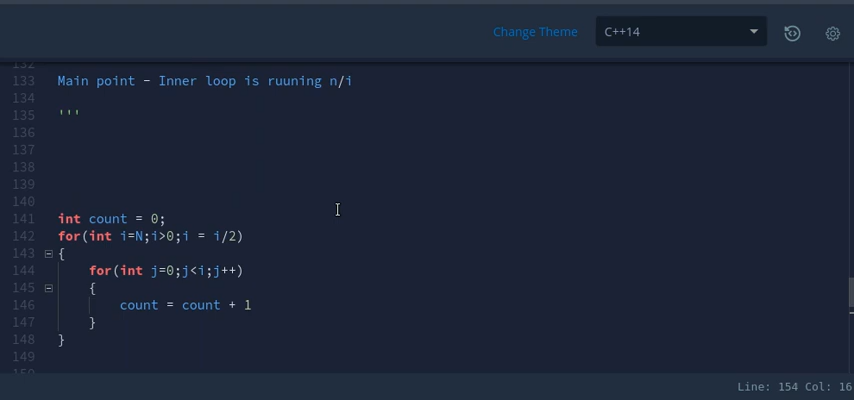 Change Theme C++14
132
133 Main point - Inner loop is ruuning n/i
134
135 '''
136
137
138
139
140
141 int count = 0;
142 for(int i=N;i>0;i = i/2)
143 {
144 for(int j=0;j<i;j++)
145 {
146 count = count + 1
147 }
148 }
149
150
Line: 154 Col: 16